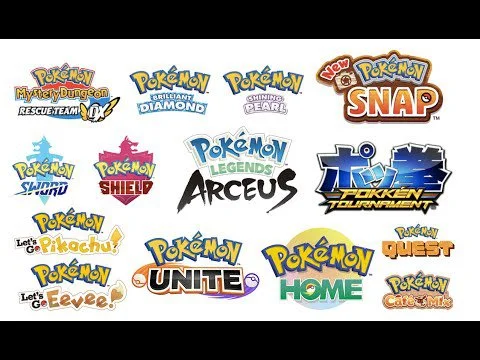 POKéMON
Mystery Dungeon
RESCUE TEAM DX
POKéMON
BRILLIANT
DIAMOND
POKéMON
SHINING
PEARL
New
POKéMON
SNAP
TM
POKéMON
SWORD
POKéMON
SHIELD
POKéMON
LEGENDS
ARCEUS
ポッ拳
POKKÉN
TOURNAMENT
POKéMON
Let's Go
Pikachu!
POKéMON
Let's Go
Eevee!
POKéMON
UNITE
POKéMON
HOME
POKéMON
QUEST
POKéMON
Café Mix